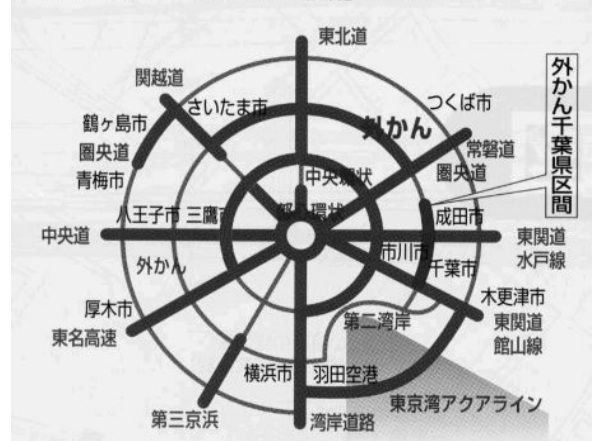 東北道
関越道
さいたま市
つくば市
外かん
鶴ヶ島市
常磐道
圏央道
圏央道
青梅市
中央環状
外かん千葉県区間
八王子市
三鷹
都心環状
成田市
中央道
東関道
水戸線
市川市
千葉市
外かん
木更津市
厚木市
東名高速
第二湾岸
東関道
館山線
横浜市
羽田空港
東京湾アクアライン
第三京浜
湾岸道路